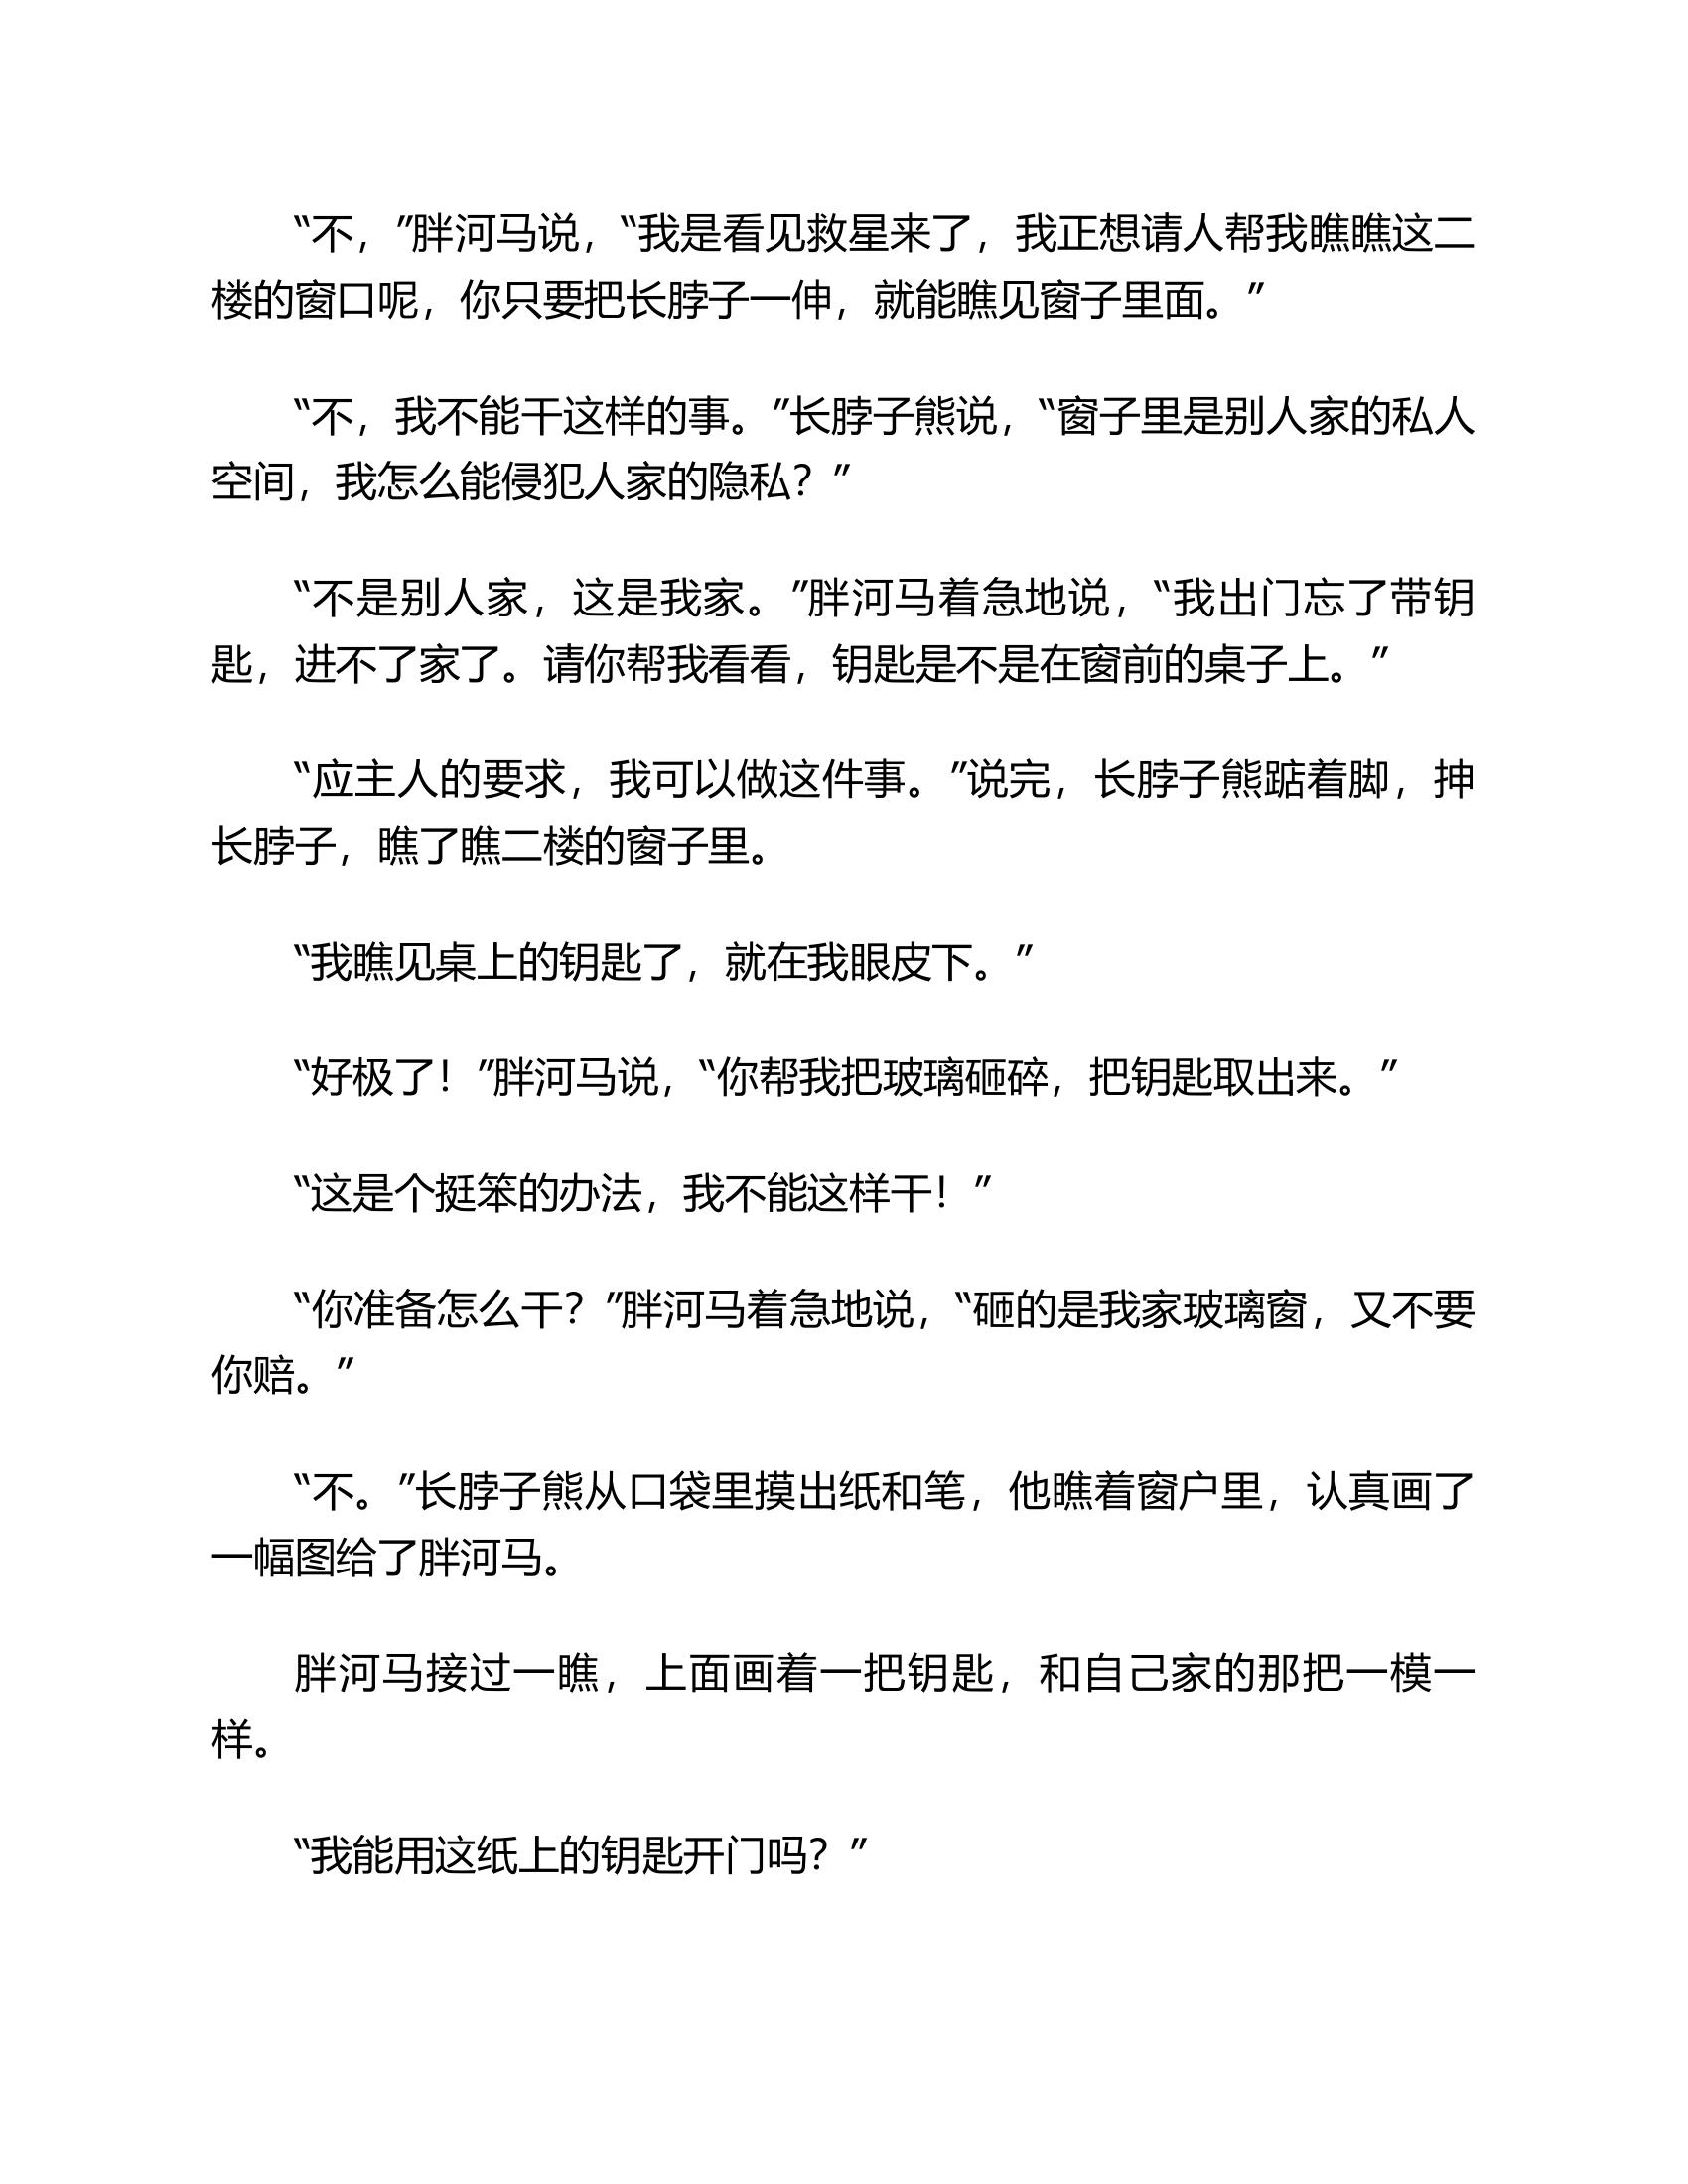 “不，”胖河马说，“我是看见救星来了，我正想请人帮我瞧瞧这二
楼的窗口呢，你只要把长脖子一伸，就能瞧见窗子里面。”
“不，我不能干这样的事。”长脖子熊说，“窗子里是别人家的私人
空间，我怎么能侵犯人家的隐私？”
“不是别人家，这是我家。”胖河马着急地说，“我出门忘了带钥
匙，进不了家了。请你帮我看看，钥匙是不是在窗前的桌子上。”
“应主人的要求，我可以做这件事。”说完，长脖子熊踮着脚，抻
长脖子，瞧了瞧二楼的窗子里。
“我瞧见桌上的钥匙了，就在我眼皮下。”
“好极了！”胖河马说，“你帮我把玻璃砸碎，把钥匙取出来。”
“这是个挺笨的办法，我不能这样干！”
“你准备怎么干？”胖河马着急地说，“砸的是我家玻璃窗，又不要
你赔。”
“不。”长脖子熊从口袋里摸出纸和笔，他瞧着窗户里，认真画了
一幅图给了胖河马。
胖河马接过一瞧，上面画着一把钥匙，和自己家的那把一模一
样。
“我能用这纸上的钥匙开门吗？”